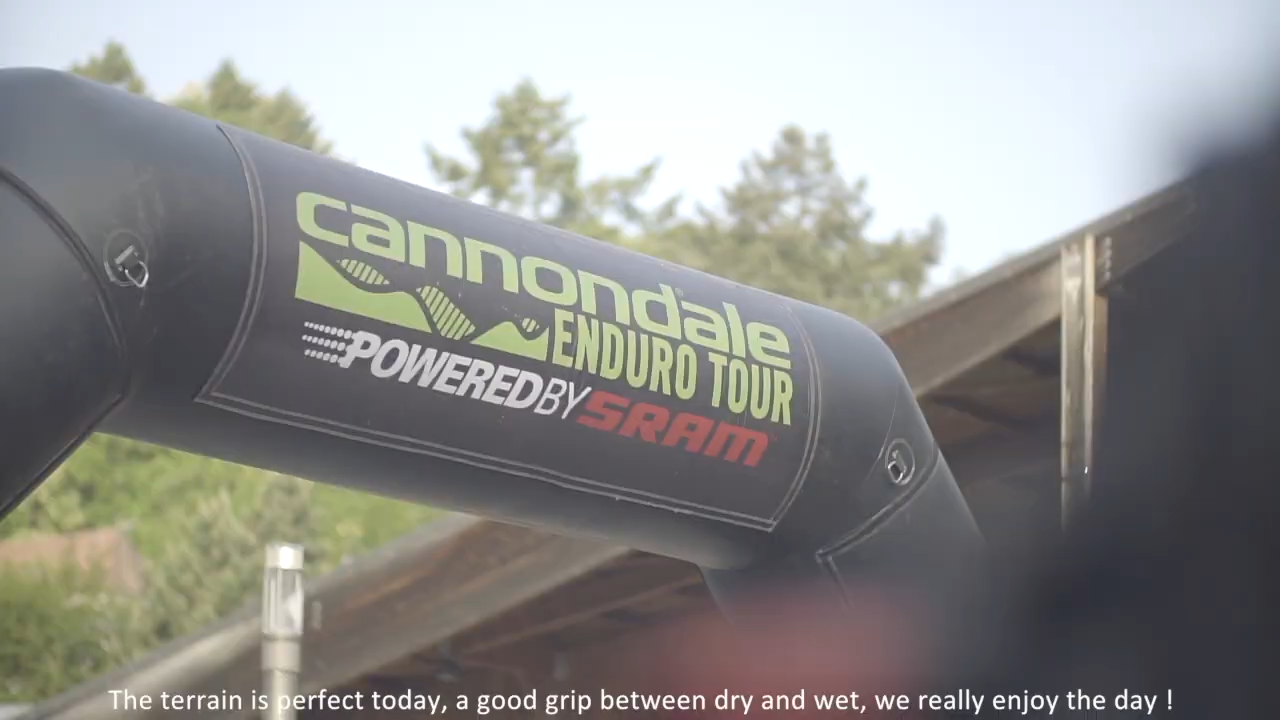 cannondale
ENDURO TOUR
POWERED BY SRAM
The terrain is perfect today, a good grip between dry and wet, we really enjoy the day !